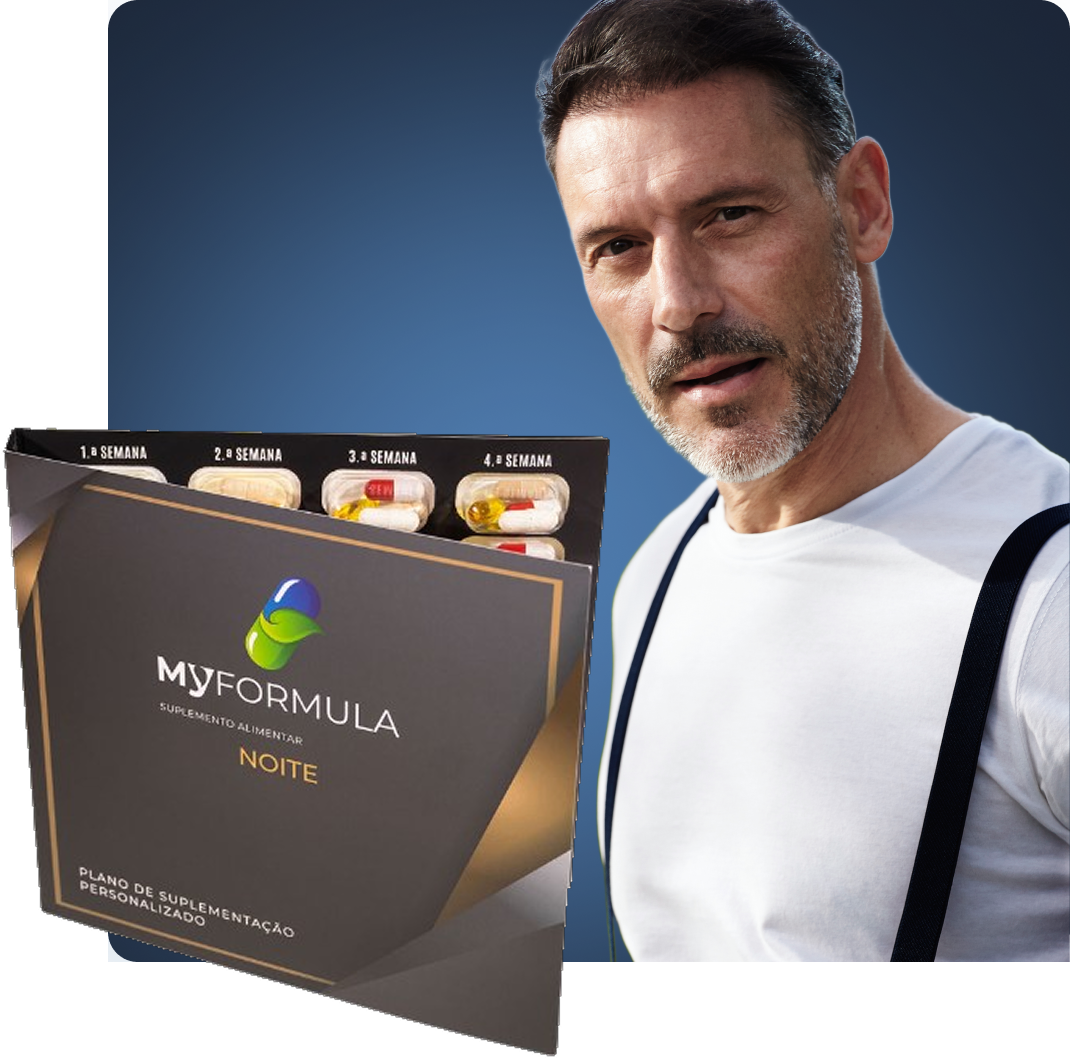 1.ª SEMANA 2.ª SEMANA 3.ª SEMANA 4.ª SEMANA
MYFORMULA
SUPLEMENTO ALIMENTAR
NOITE
PLANO DE SUPLEMENTAÇÃO
PERSONALIZADO